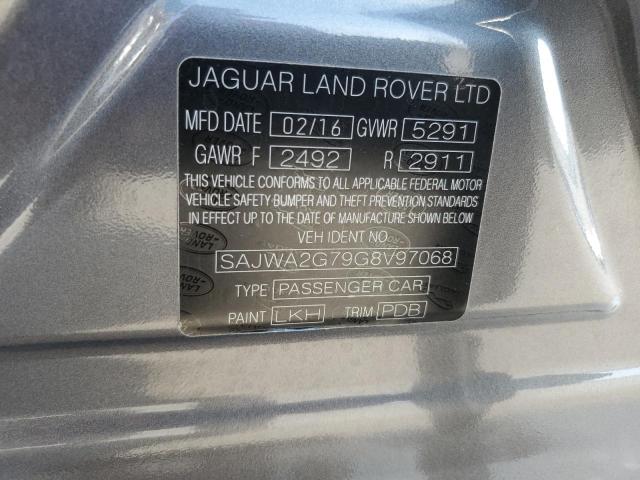 JAGUAR LAND ROVER LTD
MFD DATE 02/16 GVWR 5291
GAWR F 2492 R 2911
THIS VEHICLE CONFORMS TO ALL APPLICABLE FEDERAL MOTOR
VEHICLE SAFETY BUMPER AND THEFT PREVENTION STANDARDS
IN EFFECT UP TO THE DATE OF MANUFACTURE SHOWN BELOW
VEH IDENT NO.
SAJWA2G79G8V97068
TYPE PASSENGER CAR
PAINT LKH TRIM PDB